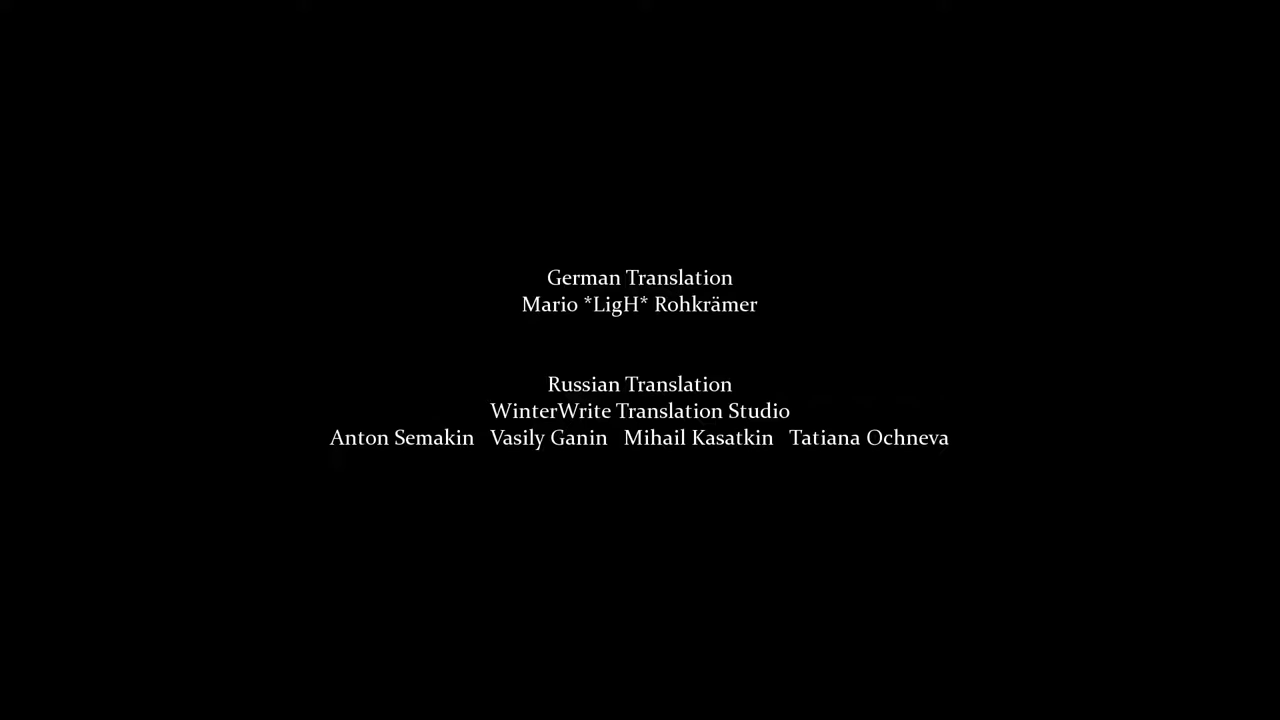 German Translation
Mario *LigH* Rohkrämer
Russian Translation
WinterWrite Translation Studio
Anton Semakin Vasily Ganin Mihail Kasatkin Tatiana Ochneva